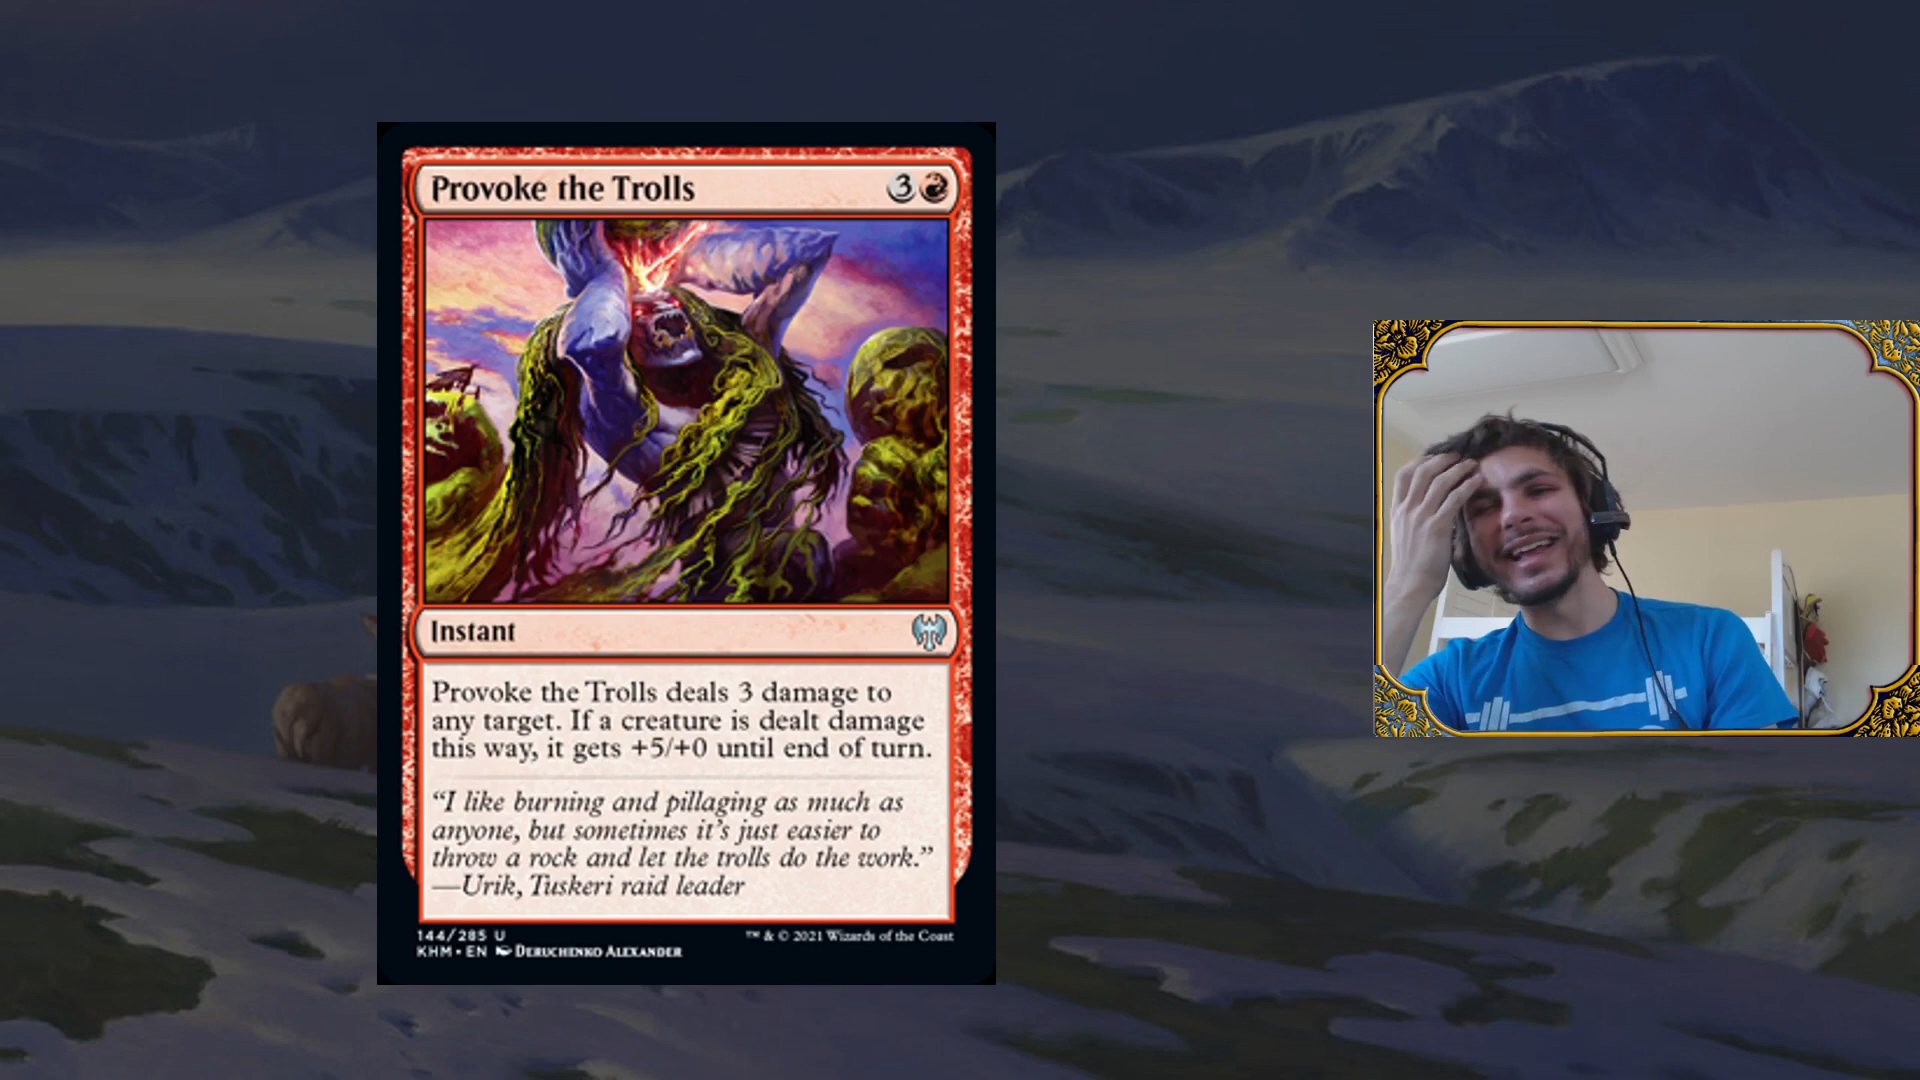 Provoke the Trolls 3
Instant
Provoke the Trolls deals 3 damage to
any target. If a creature is dealt damage
this way, it gets +5/+0 until end of turn.
“I like burning and pillaging as much as
anyone, but sometimes it’s just easier to
throw a rock and let the trolls do the work.”
—Urik, Tuskeri raid leader
144/285 U
KHM • EN Deruchenko Alexander
™ & © 2021 Wizards of the Coast